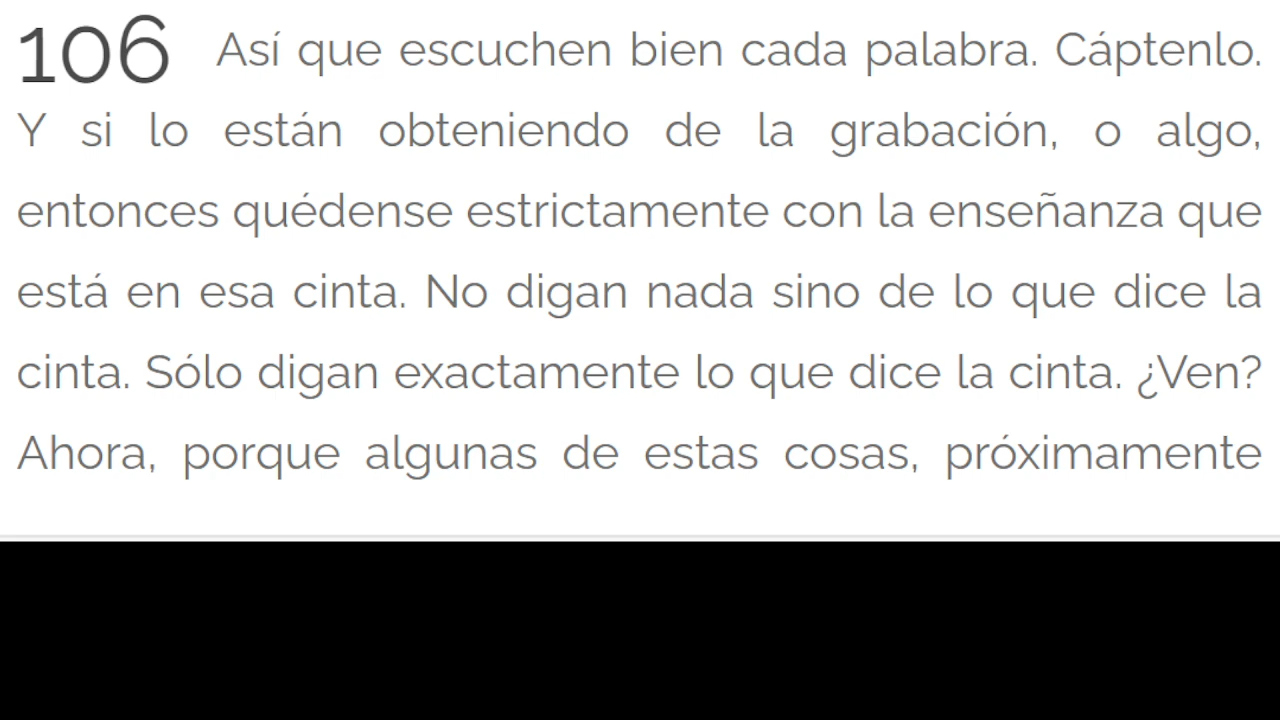 106 Así que escuchen bien cada palabra. Cáptenlo.
Y si lo están obteniendo de la grabación, o algo,
entonces quédense estrictamente con la enseñanza que
está en esa cinta. No digan nada sino de lo que dice la
cinta. Sólo digan exactamente lo que dice la cinta. ¿Ven?
Ahora, porque algunas de estas cosas, próximamente